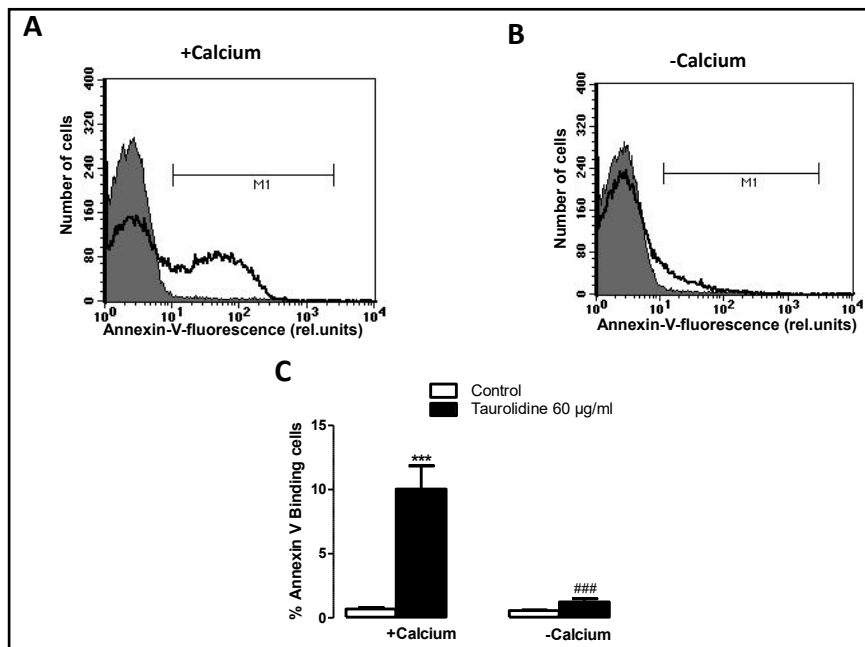 A
+Calcium
Number of cells
400
320
240
160
80
0
M1
10^0 10^1 10^2 10^3 10^4
Annexin-V-fluorescence (rel.units)
B
-Calcium
Number of cells
400
320
240
160
80
0
M1
10^0 10^1 10^2 10^3 10^4
Annexin-V-fluorescence (rel.units)
C
Control
Taurolidine 60 µg/ml
% Annexin V Binding cells
15
10
5
0
***
###
+Calcium
-Calcium